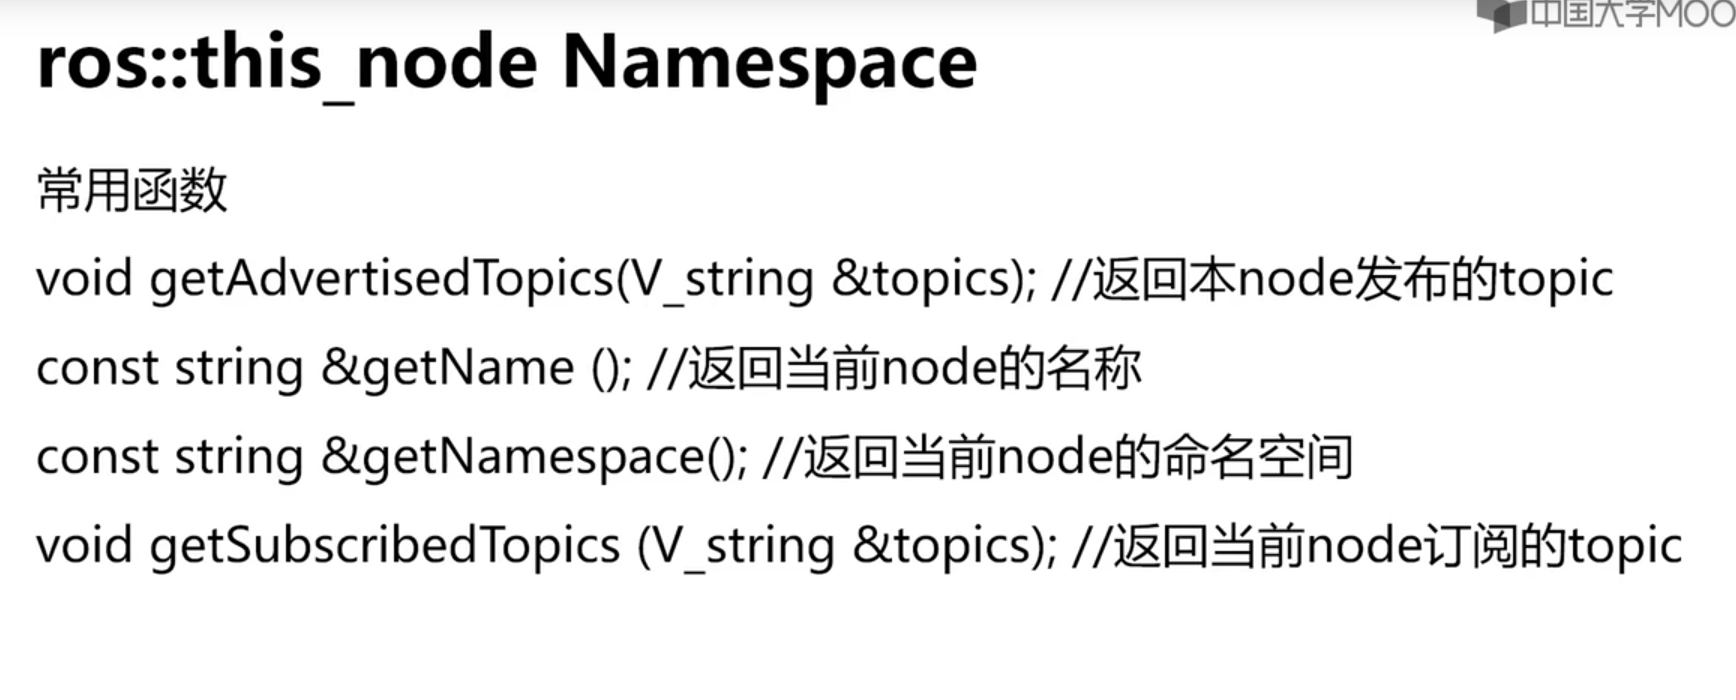 中国大学MOO
ros::this_node Namespace
常用函数
void getAdvertisedTopics(V_string &topics); //返回本node发布的topic
const string &getName (); //返回当前node的名称
const string &getNamespace(); //返回当前node的命名空间
void getSubscribedTopics (V_string &topics); //返回当前node订阅的topic